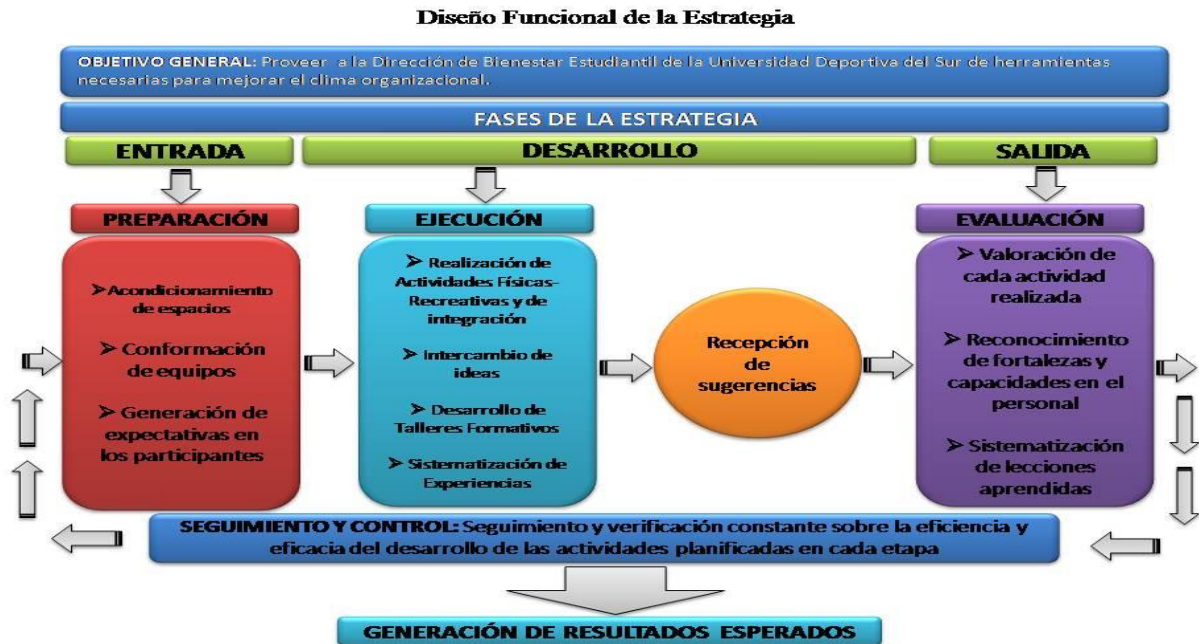 Diseño Funcional de la Estrategia
OBJETIVO GENERAL: Proveer a la Dirección de Bienestar Estudiantil de la Universidad Deportiva del Sur de herramientas
necesarias para mejorar el clima organizacional.
FASES DE LA ESTRATEGIA
ENTRADA
DESARROLLO
SALIDA
PREPARACIÓN
➤Acondicionamiento
de espacios
➤ Conformación
de equipos
➤ Generación de
expectativas en
los participantes
EJECUCIÓN
➤ Realización de
Actividades Físicas-
Recreativas y de
integración
➤ Intercambio de
ideas
➤ Desarrollo de
Talleres Formativos
➤ Sistematización de
Experiencias
Recepción
de
sugerencias
EVALUACIÓN
➤ Valoración de
cada actividad
realizada
➤ Reconocimiento
de fortalezas y
capacidades en el
personal
➤ Sistematización
de lecciones
aprendidas
SEGUIMIENTO Y CONTROL: Seguimiento y verificación constante sobre la eficiencia y
eficacia del desarrollo de las actividades planificadas en cada etapa
GENERACIÓN DE RESULTADOS ESPERADOS